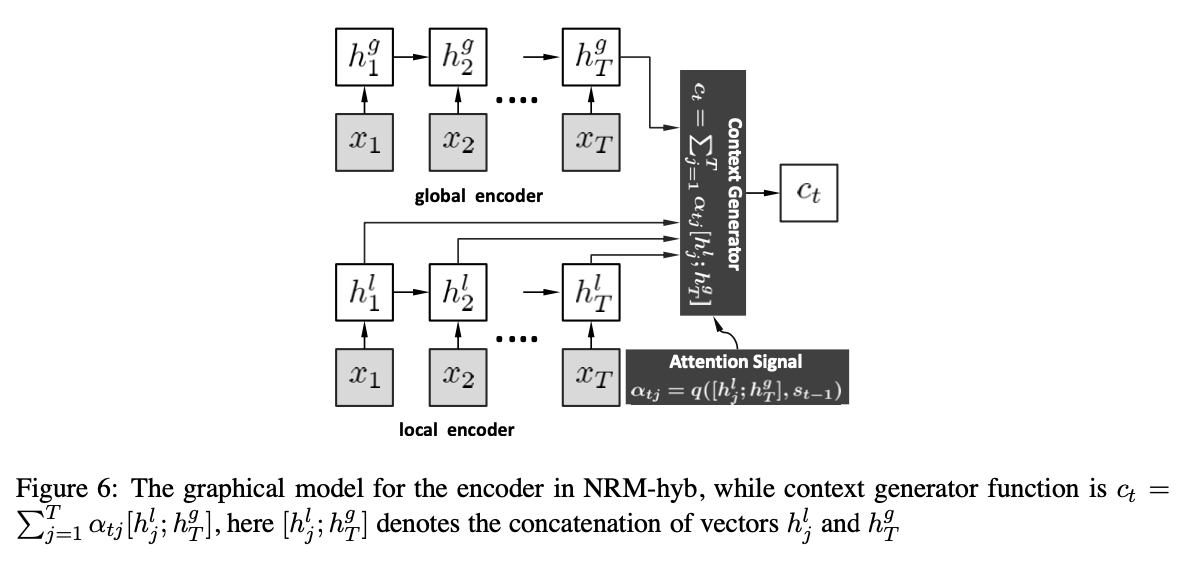 h_1^g h_2^g h_T^g
....
x_1 x_2 x_T
global encoder
Context Generator
c_t = \sum_{j=1}^{T} \alpha_{tj}[h_j^l; h_T^g]
c_t
h_1^l h_2^l h_T^l
....
x_1 x_2 x_T
local encoder
Attention Signal
\alpha_{tj} = q([h_j^l; h_T^g], s_{t-1})
Figure 6: The graphical model for the encoder in NRM-hyb, while context generator function is c_t =
\sum_{j=1}^{T} \alpha_{tj}[h_j^l; h_T^g], here [h_j^l; h_T^g] denotes the concatenation of vectors h_j^l and h_T^g